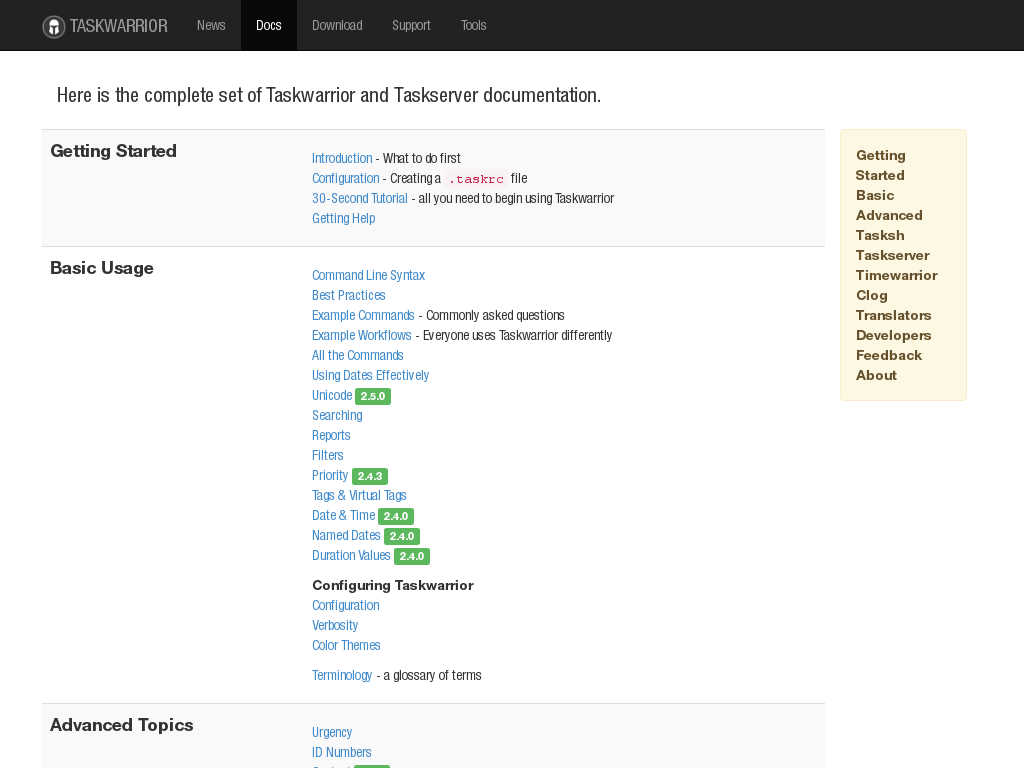 TASKWARRIOR News Docs Download Support Tools
Here is the complete set of Taskwarrior and Taskserver documentation.
Getting Started
Introduction - What to do first
Configuration - Creating a .taskrc file
30-Second Tutorial - all you need to begin using Taskwarrior
Getting Help
Basic Usage
Command Line Syntax
Best Practices
Example Commands - Commonly asked questions
Example Workflows - Everyone uses Taskwarrior differently
All the Commands
Using Dates Effectively
Unicode 2.5.0
Searching
Reports
Filters
Priority 2.4.3
Tags & Virtual Tags
Date & Time 2.4.0
Named Dates 2.4.0
Duration Values 2.4.0
Configuring Taskwarrior
Configuration
Verbosity
Color Themes
Terminology - a glossary of terms
Advanced Topics
Urgency
ID Numbers
Getting
Started
Basic
Advanced
Tasksh
Taskserver
Timewarrior
Clog
Translators
Developers
Feedback
About